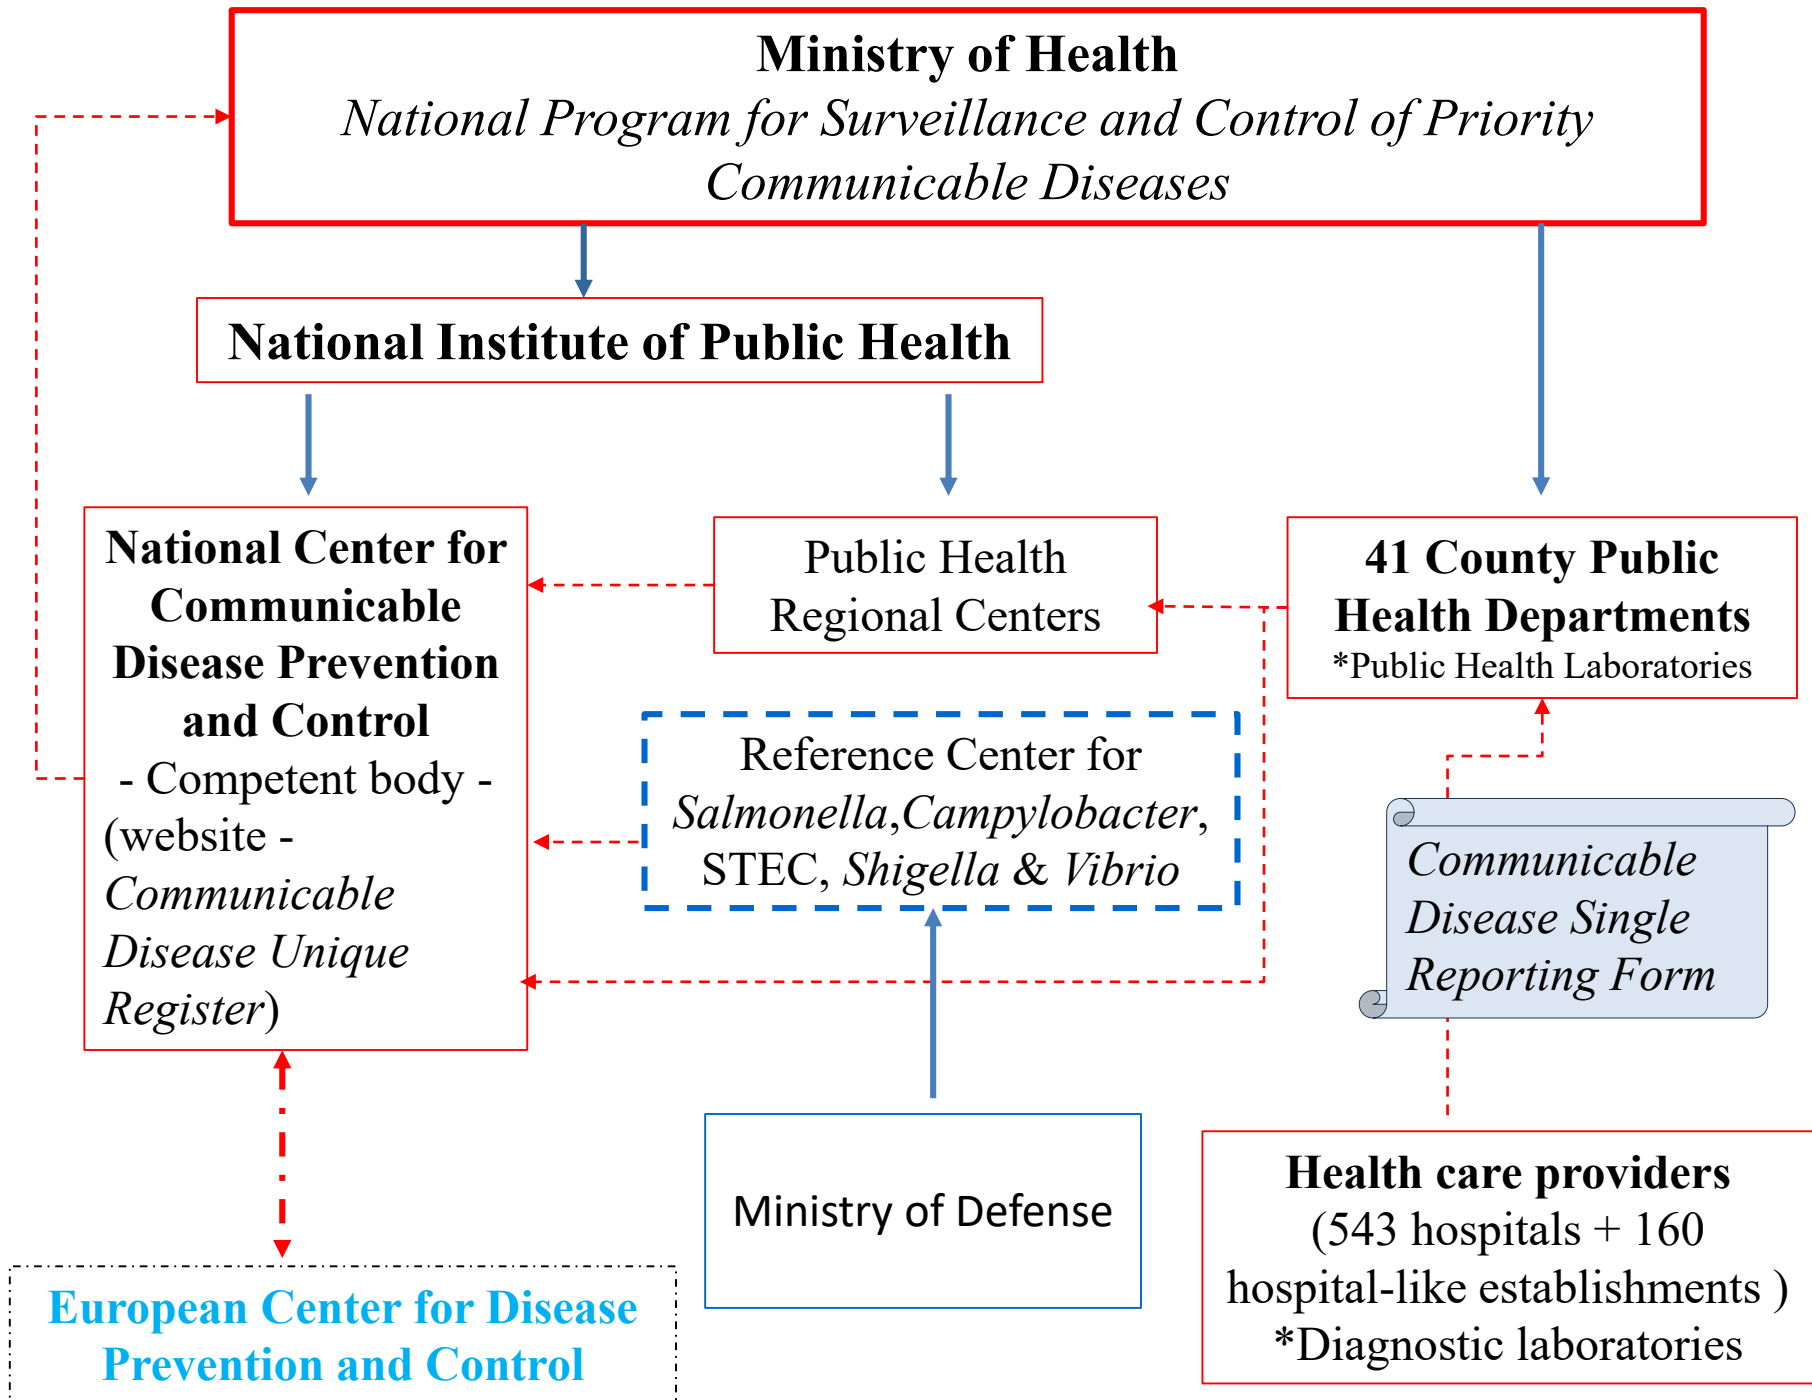 Ministry of Health
National Program for Surveillance and Control of Priority
Communicable Diseases
National Institute of Public Health
National Center for
Communicable
Disease Prevention
and Control
- Competent body -
(website -
Communicable
Disease Unique
Register)
Public Health
Regional Centers
41 County Public
Health Departments
*Public Health Laboratories
Reference Center for
Salmonella,Campylobacter,
STEC, Shigella & Vibrio
Communicable
Disease Single
Reporting Form
Ministry of Defense
Health care providers
(543 hospitals + 160
hospital-like establishments )
*Diagnostic laboratories
European Center for Disease
Prevention and Control